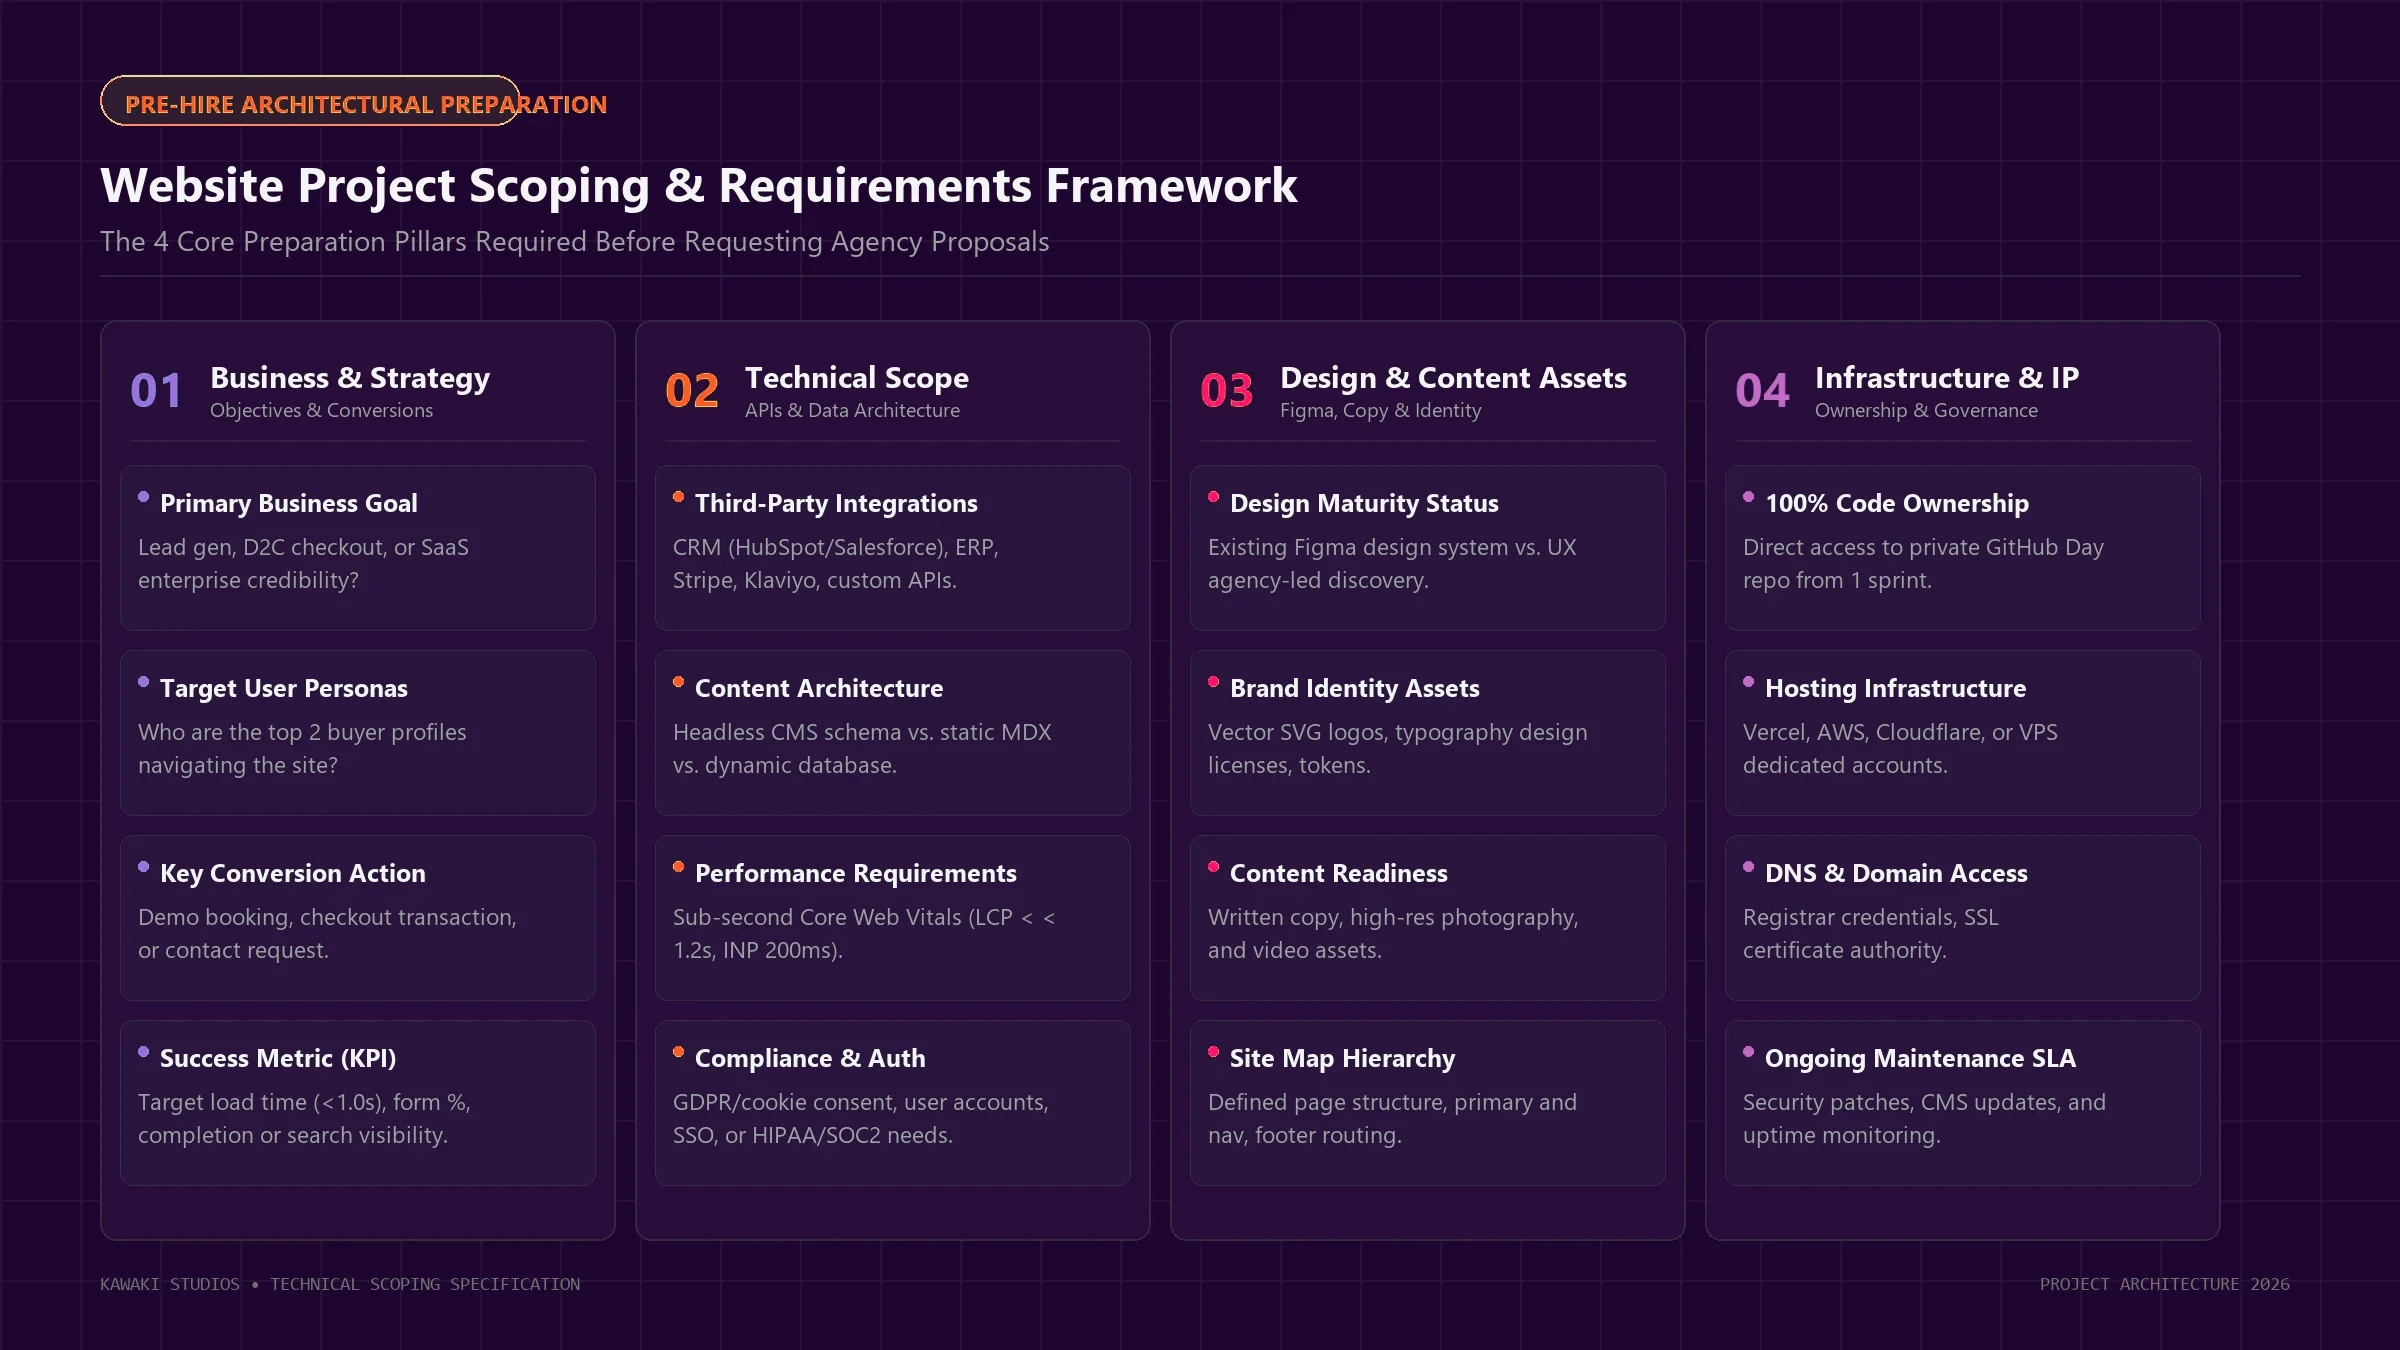 PRE-HIRE ARCHITECTURAL PREPARATION
Website Project Scoping & Requirements Framework
The 4 Core Preparation Pillars Required Before Requesting Agency Proposals
01
Business & Strategy
Objectives & Conversions
Primary Business Goal
Lead gen, D2C checkout, or SaaS
enterprise credibility?
Target User Personas
Who are the top 2 buyer profiles
navigating the site?
Key Conversion Action
Demo booking, checkout transaction,
or contact request.
Success Metric (KPI)
Target load time (<1.0s), form %,
completion or search visibility.
02
Technical Scope
APIs & Data Architecture
Third-Party Integrations
CRM (HubSpot/Salesforce), ERP,
Stripe, Klaviyo, custom APIs.
Content Architecture
Headless CMS schema vs. static MDX
vs. dynamic database.
Performance Requirements
Sub-second Core Web Vitals (LCP < <
1.2s, INP 200ms).
Compliance & Auth
GDPR/cookie consent, user accounts,
SSO, or HIPAA/SOC2 needs.
03
Design & Content Assets
Figma, Copy & Identity
Design Maturity Status
Existing Figma design system vs. UX
agency-led discovery.
Brand Identity Assets
Vector SVG logos, typography design
licenses, tokens.
Content Readiness
Written copy, high-res photography,
and video assets.
Site Map Hierarchy
Defined page structure, primary and
nav, footer routing.
04
Infrastructure & IP
Ownership & Governance
100% Code Ownership
Direct access to private GitHub Day
repo from 1 sprint.
Hosting Infrastructure
Vercel, AWS, Cloudflare, or VPS
dedicated accounts.
DNS & Domain Access
Registrar credentials, SSL
certificate authority.
Ongoing Maintenance SLA
Security patches, CMS updates, and
uptime monitoring.
KAWAKI STUDIOS • TECHNICAL SCOPING SPECIFICATION
PROJECT ARCHITECTURE 2026